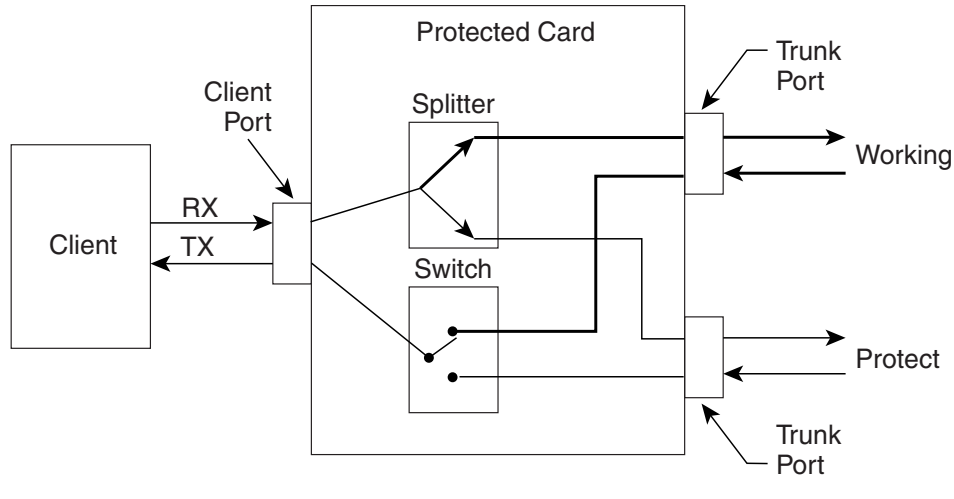 Protected Card
Trunk
Port
Client
Port
Splitter
Working
RX
Client
TX
Switch
Protect
Trunk
Port